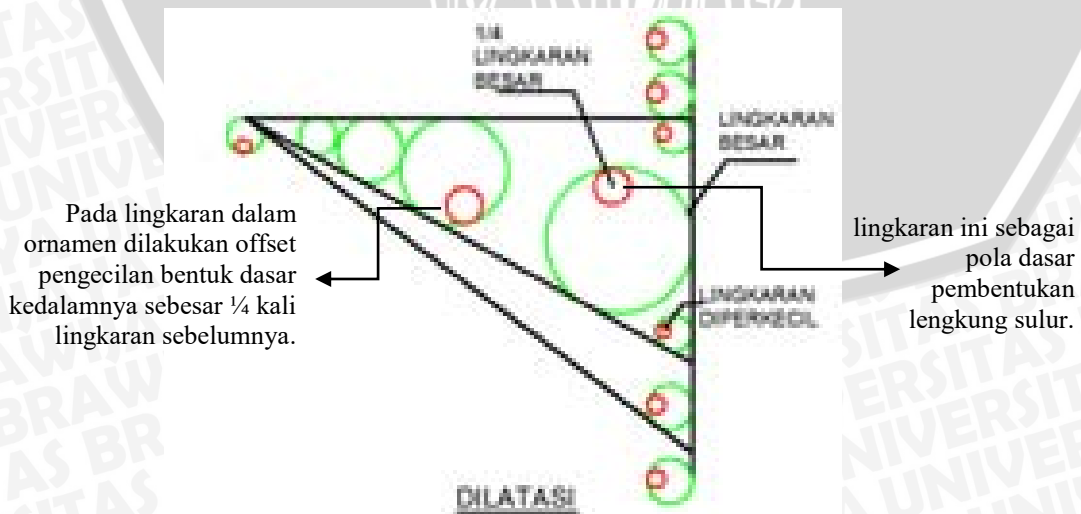 1/4
LINGKARAN
BESAR
LINGKARAN
BESAR
Pada lingkaran dalam
ornamen dilakukan offset
pengecilan bentuk dasar
kedalamnya sebesar ¼ kali
lingkaran sebelumnya.
lingkaran ini sebagai
pola dasar
pembentukan
lengkung sulur.
LINGKARAN
DIPERKECIL
DILATASI